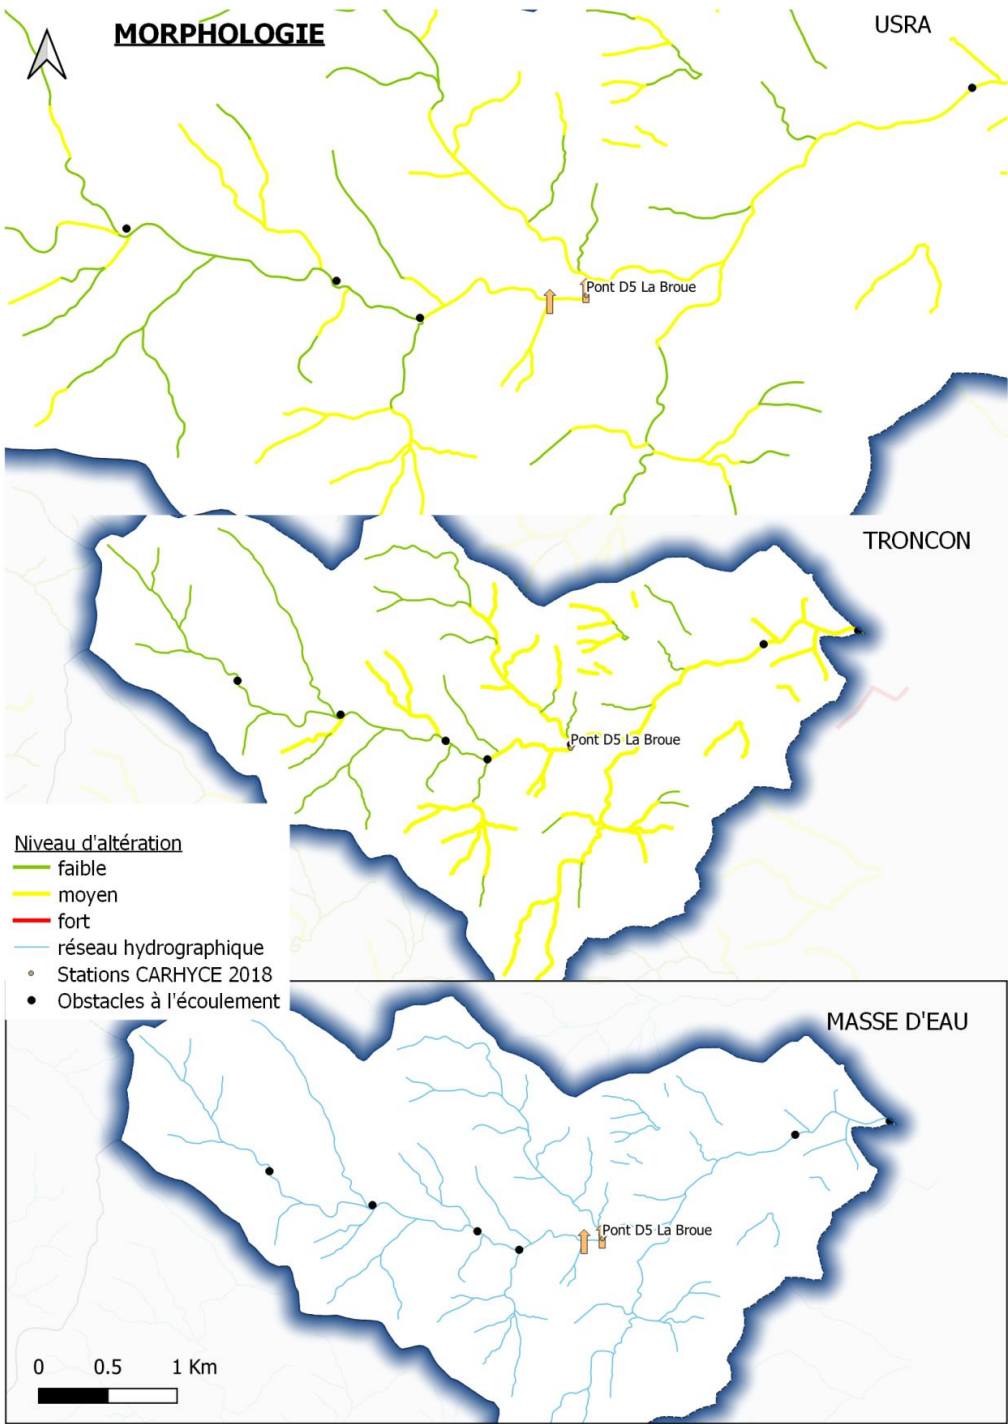 MORPHOLOGIE
USRA
Pont D5 La Broue
TRONCON
Pont D5 La Broue
Niveau d'altération
faible
moyen
fort
réseau hydrographique
Stations CARHYCE 2018
Obstacles à l'écoulement
MASSE D'EAU
Pont D5 La Broue
0 0.5 1 Km